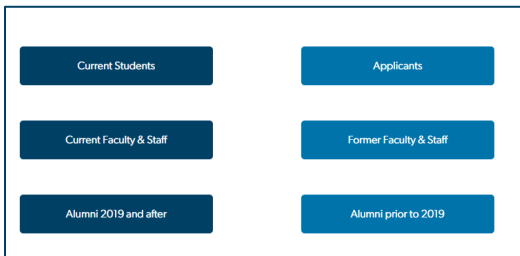 Current Students
Applicants
Current Faculty & Staff
Former Faculty & Staff
Alumni 2019 and after
Alumni prior to 2019